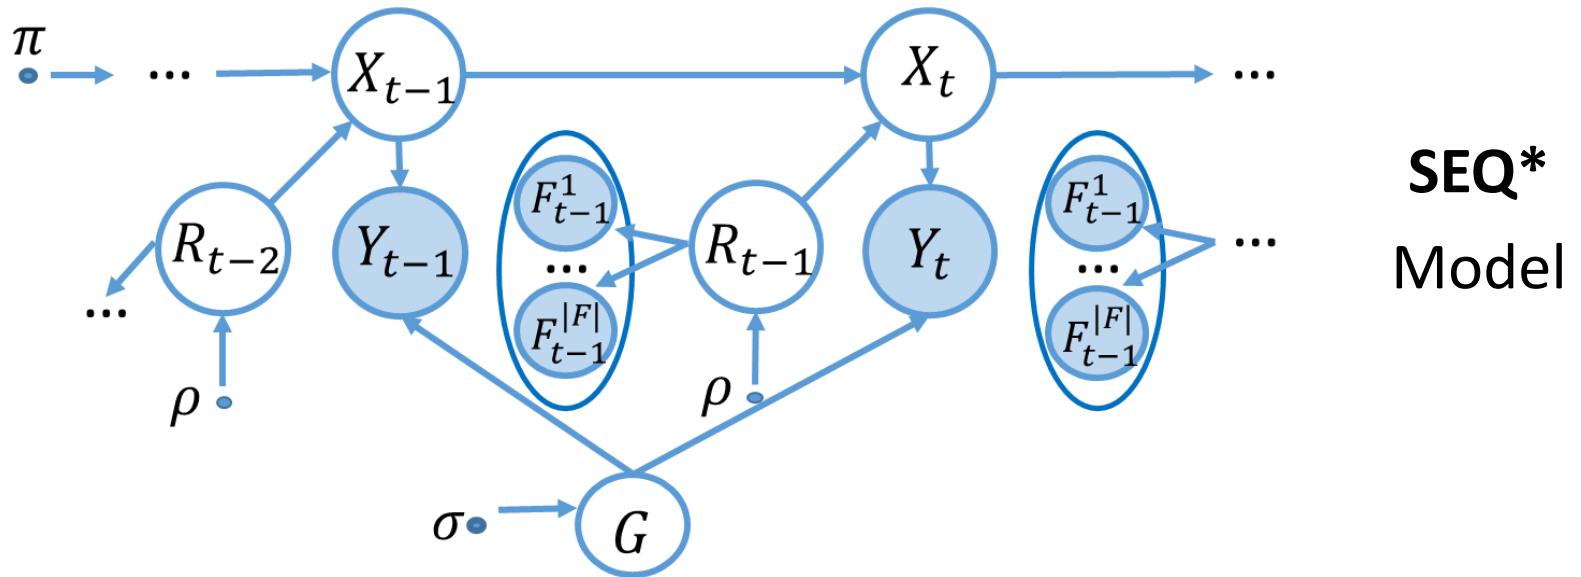 π
... X_{t-1} X_t ...
SEQ*
Model
R_{t-2} Y_{t-1} F^1_{t-1} R_{t-1} Y_t F^1_{t-1} ...
... ... ...
F^{|F|}_{t-1} F^{|F|}_{t-1}
ρ ρ
σ G